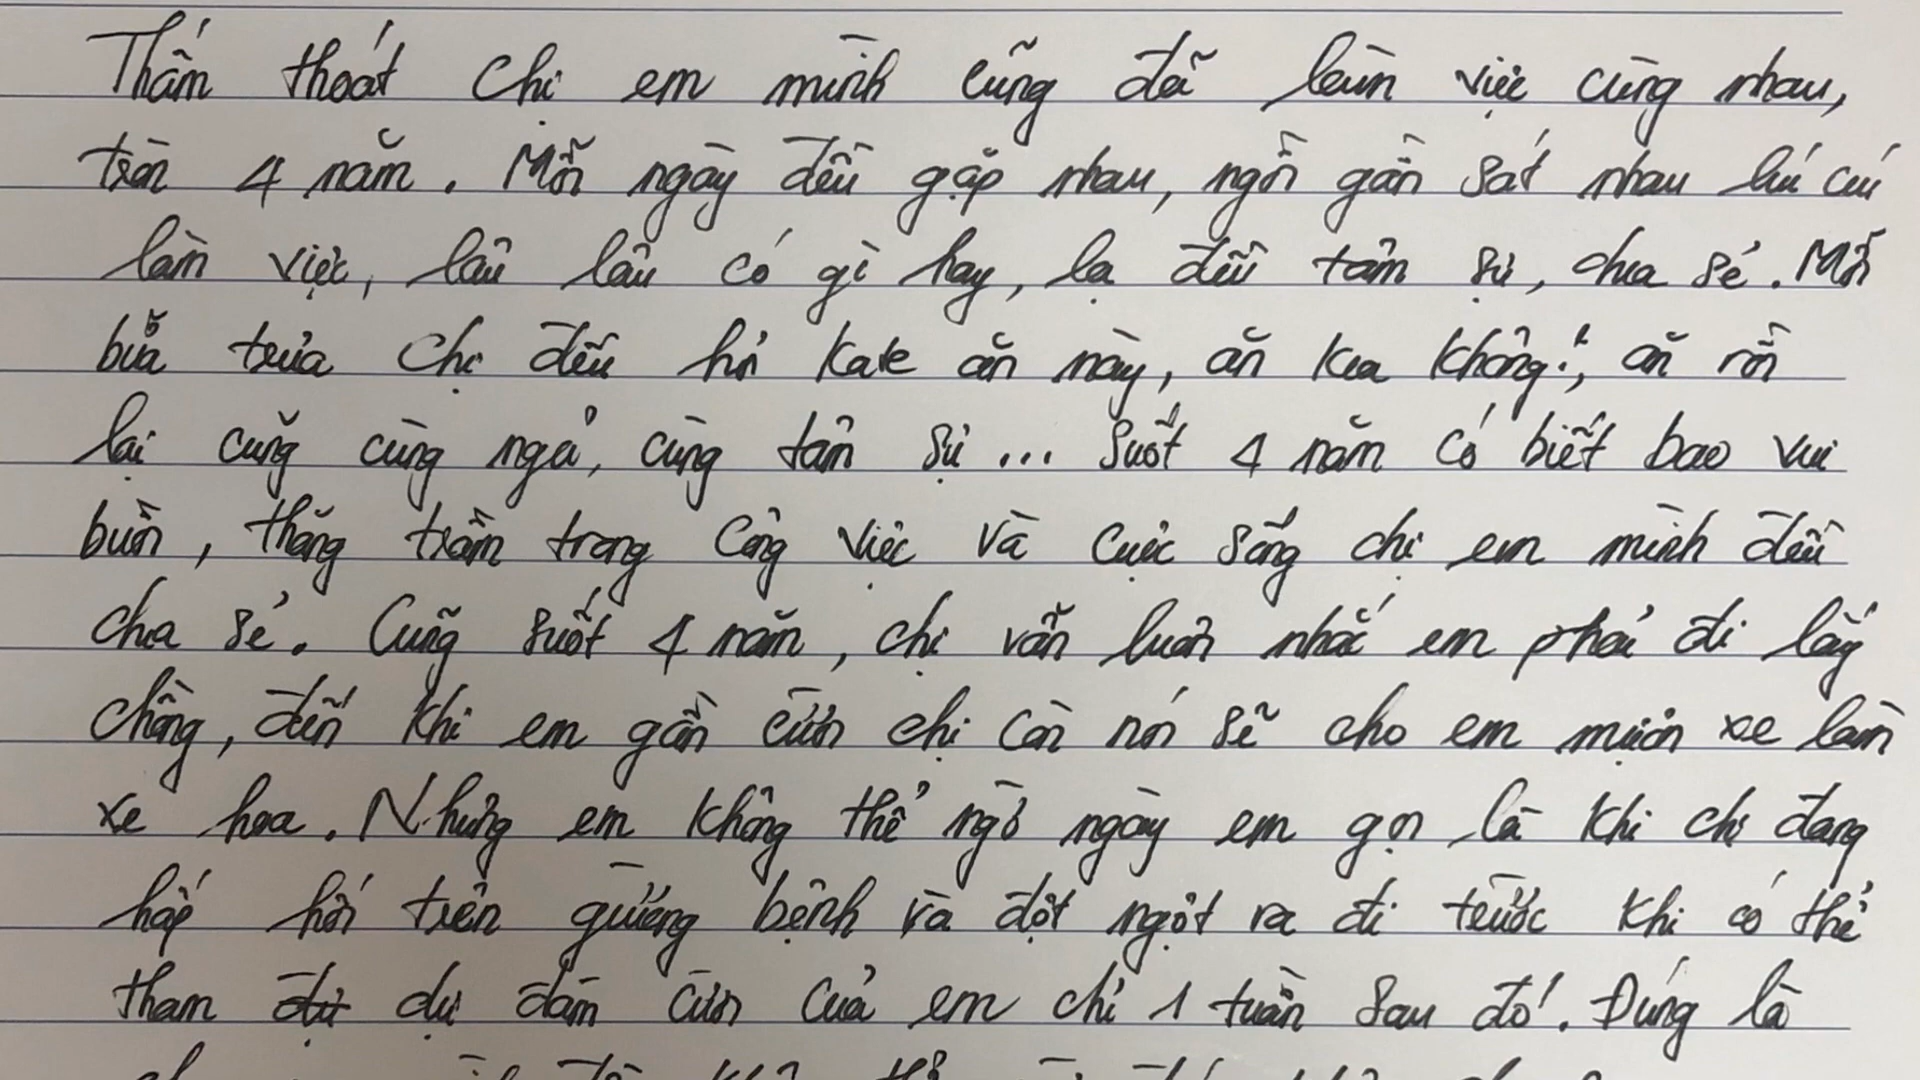 Thấm thoát chị em mình cũng đã làm việc cùng nhau,
trên 4 năm. Mỗi ngày đều gặp nhau, ngồi gần sát nhau lúi cúi
làm việc, lâu lâu có gì hay, lạ đều tâm sự, chia sẻ. Mỗi
bữa trưa chị đều hỏi Kate ăn này, ăn kia không?, ăn rồi
lại cũng cùng ngả, cùng tâm sự ... Suốt 4 năm có biết bao vui
buồn, thăng trầm trong công việc và cuộc sống chị em mình đều
chia sẻ. Cũng suốt 4 năm, chị vẫn luôn nhắc em phải đi lấy
chồng, đến khi em gần cưới chị còn nói sẽ cho em mượn xe làm
xe hoa. Nhưng em không thể ngờ ngày em gọi là khi chị đang
hấp hối trên giường bệnh và đột ngột ra đi trước khi có thể
tham dự đám cưới của em chỉ 1 tuần sau đó. Đúng là